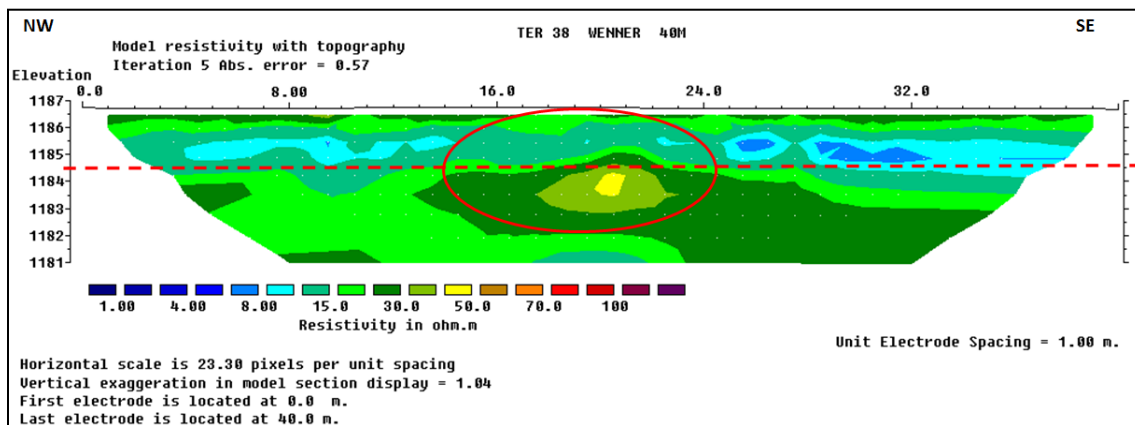 NW
SE
TER 38 WENNER 40M
Model resistivity with topography
Iteration 5 Abs. error = 0.57
Elevation
0.0 8.00 16.0 24.0 32.0
1187
1186
1185
1184
1183
1182
1181
1.00 4.00 8.00 15.0 30.0 50.0 70.0 100
Resistivity in ohm.m
Unit Electrode Spacing = 1.00 m.
Horizontal scale is 23.30 pixels per unit spacing
Vertical exaggeration in model section display = 1.04
First electrode is located at 0.0 m.
Last electrode is located at 40.0 m.